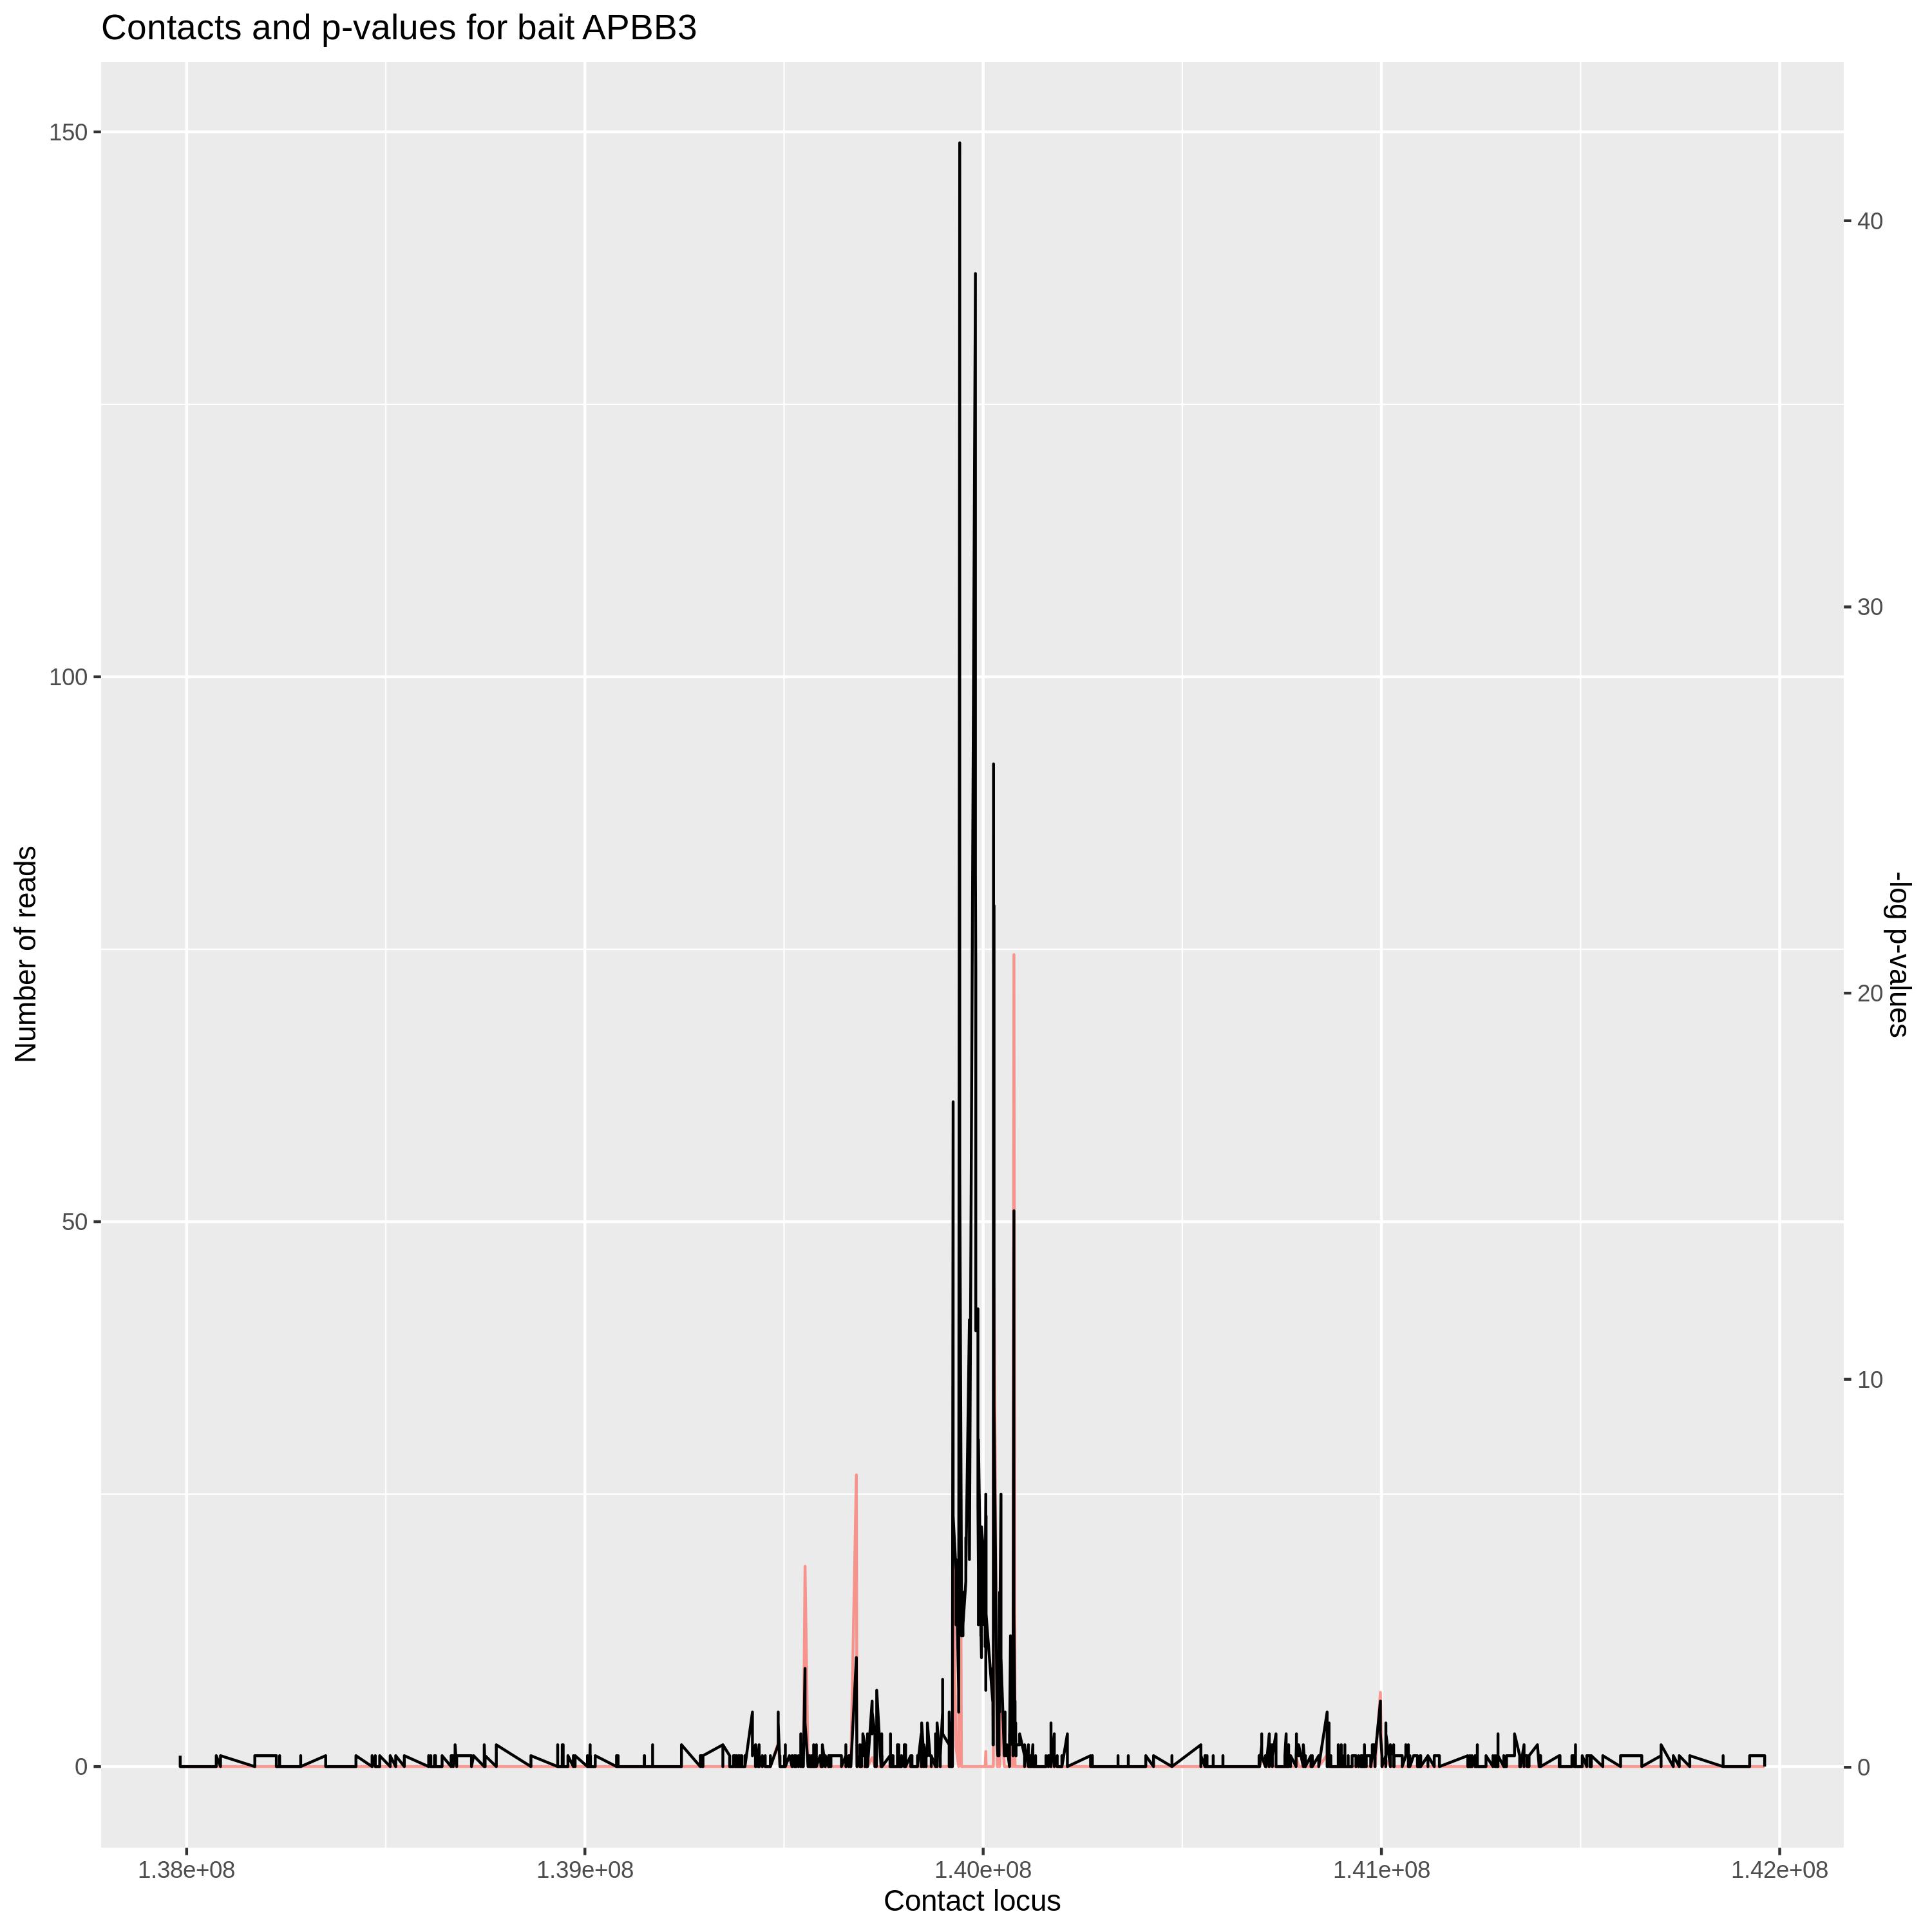 Contacts and p-values for bait APBB3
150
100
50
0
Number of reads
40
30
20
10
0
-log p-values
1.38e+08
1.39e+08
1.40e+08
1.41e+08
1.42e+08
Contact locus